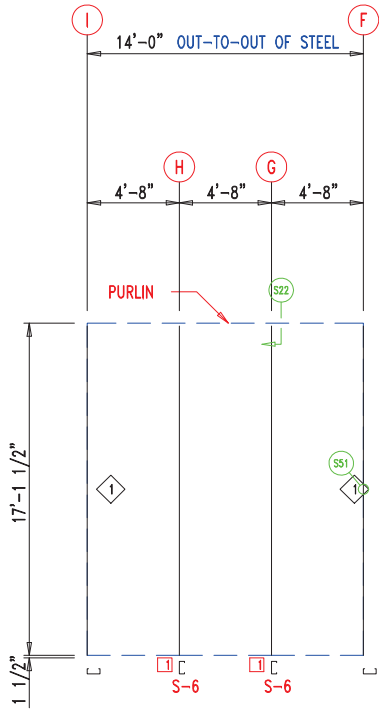 I
F
14'-0" OUT-TO-OUT OF STEEL
H
G
4'-8" 4'-8" 4'-8"
PURLIN
S22
17'-1 1/2"
S51
1
1
1
1
1 1/2"
S-6
S-6